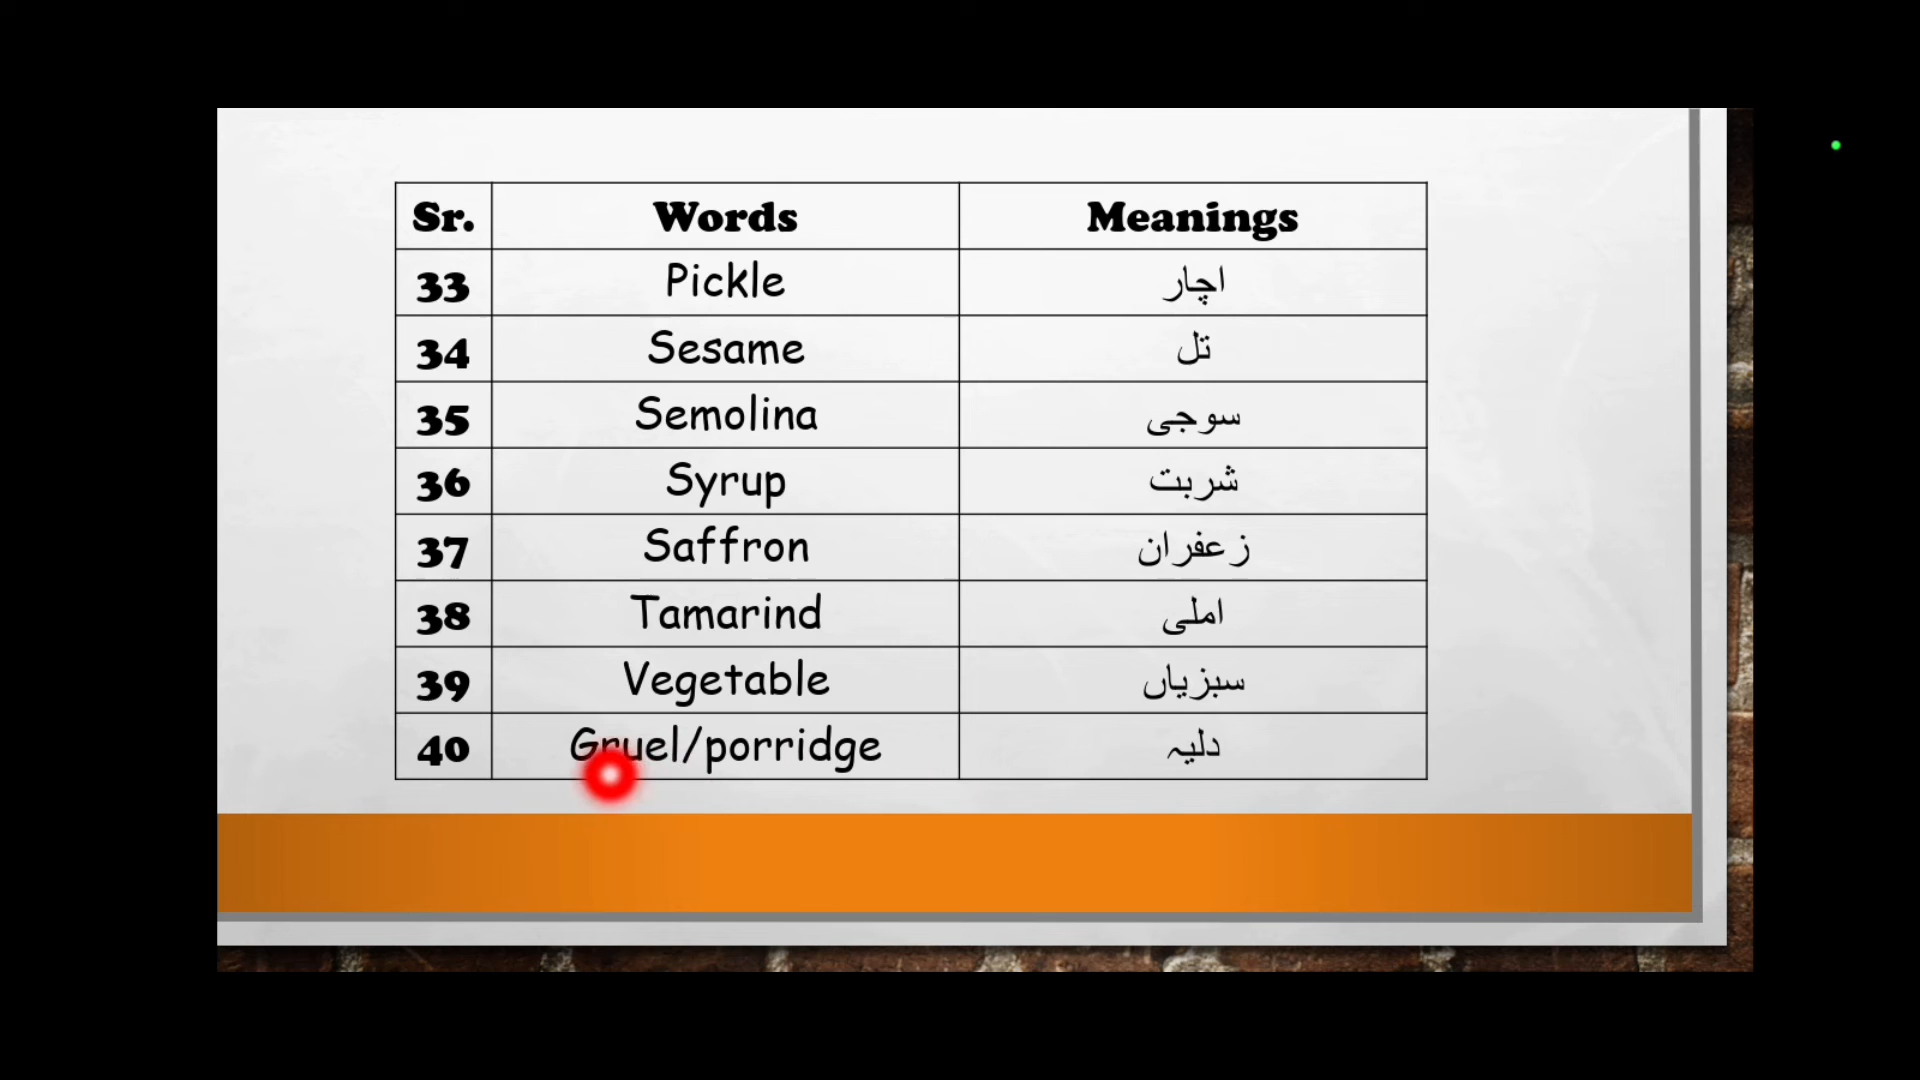 Sr. Words Meanings
33 Pickle اچار
34 Sesame تل
35 Semolina سوجی
36 Syrup شربت
37 Saffron زعفران
38 Tamarind املی
39 Vegetable سبزیاں
40 Gruel/porridge دلیہ